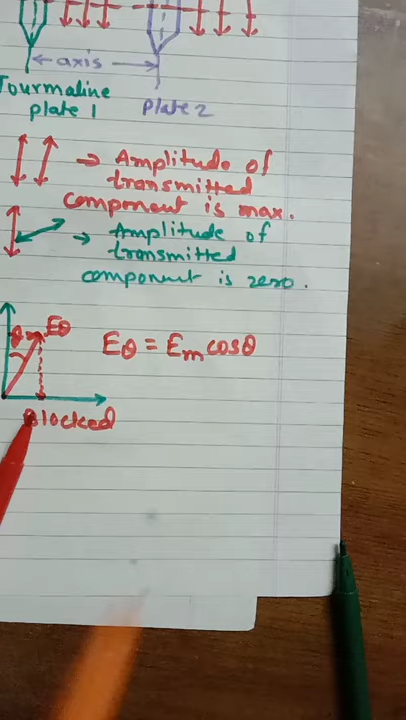 axis
Tourmaline
plate 1
Plate 2
→ Amplitude of
transmitted
component is max.
→ Amplitude of
transmitted
component is zero.
θ Eθ
Eθ = Em cosθ
Blocked